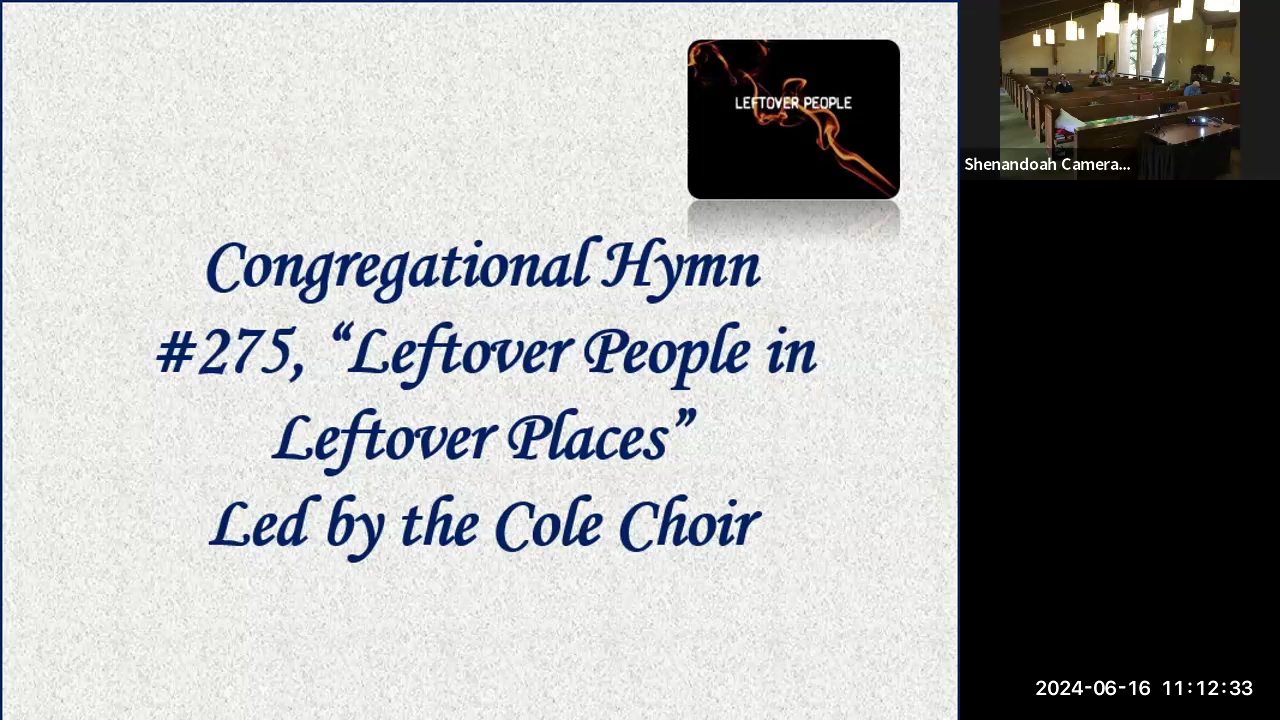 LEFTOVER PEOPLE
Congregational Hymn
#275, “Leftover People in
Leftover Places”
Led by the Cole Choir
Shenandoah Camera...
2024-06-16 11:12:33